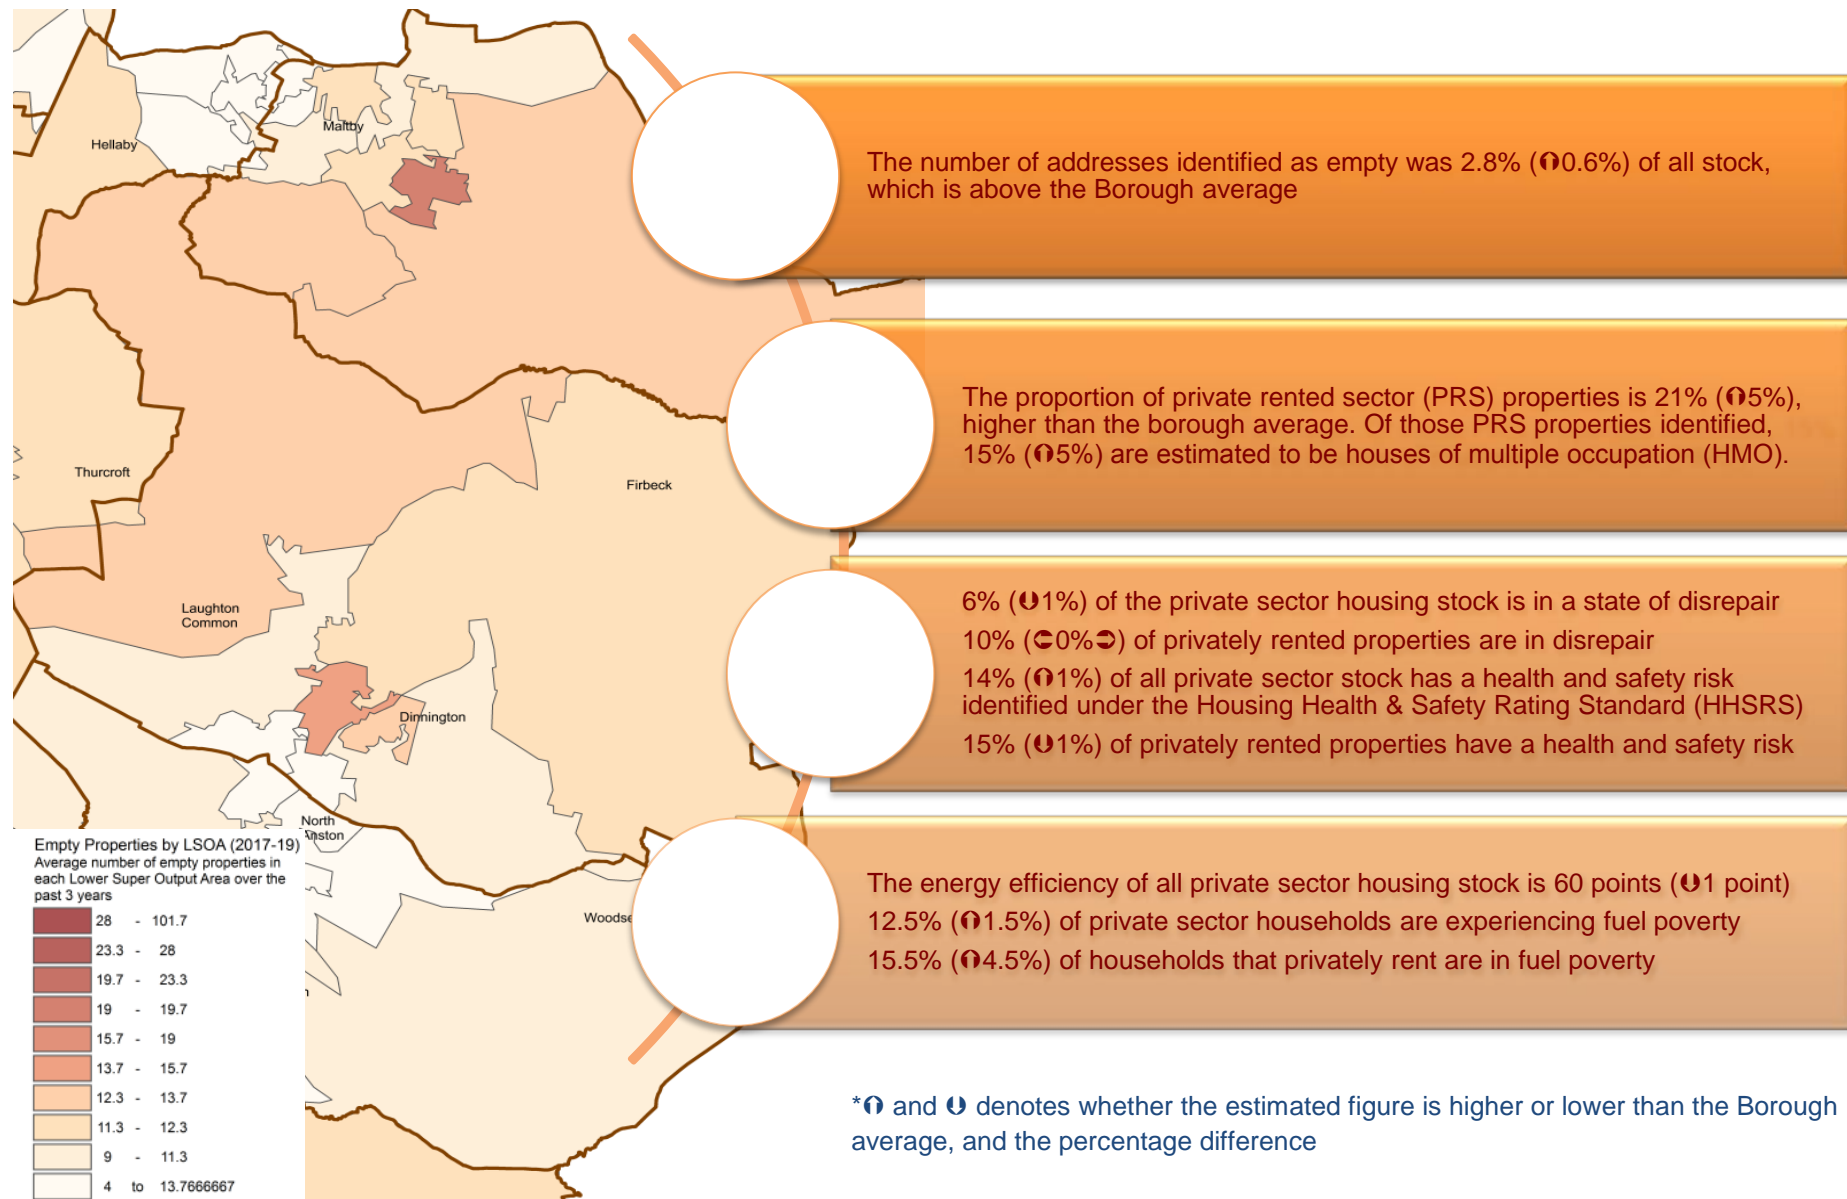 Hellaby
Maltby
Thurcroft
Firbeck
Laughton
Common
Dinnington
North
Anston
Empty Properties by LSOA (2017-19)
Average number of empty properties in
each Lower Super Output Area over the
past 3 years
28 - 101.7
23.3 - 28
19.7 - 23.3
19 - 19.7
15.7 - 19
13.7 - 15.7
12.3 - 13.7
11.3 - 12.3
9 - 11.3
4 to 13.7666667
The number of addresses identified as empty was 2.8% (⮉0.6%) of all stock,
which is above the Borough average
The proportion of private rented sector (PRS) properties is 21% (⮉5%),
higher than the borough average. Of those PRS properties identified,
15% (⮉5%) are estimated to be houses of multiple occupation (HMO).
6% (⮋1%) of the private sector housing stock is in a state of disrepair
10% (⮈0%⮊) of privately rented properties are in disrepair
14% (⮉1%) of all private sector stock has a health and safety risk
identified under the Housing Health & Safety Rating Standard (HHSRS)
15% (⮋1%) of privately rented properties have a health and safety risk
The energy efficiency of all private sector housing stock is 60 points (⮋1 point)
12.5% (⮉1.5%) of private sector households are experiencing fuel poverty
15.5% (⮉4.5%) of households that privately rent are in fuel poverty
*⮉ and ⮋ denotes whether the estimated figure is higher or lower than the Borough
average, and the percentage difference